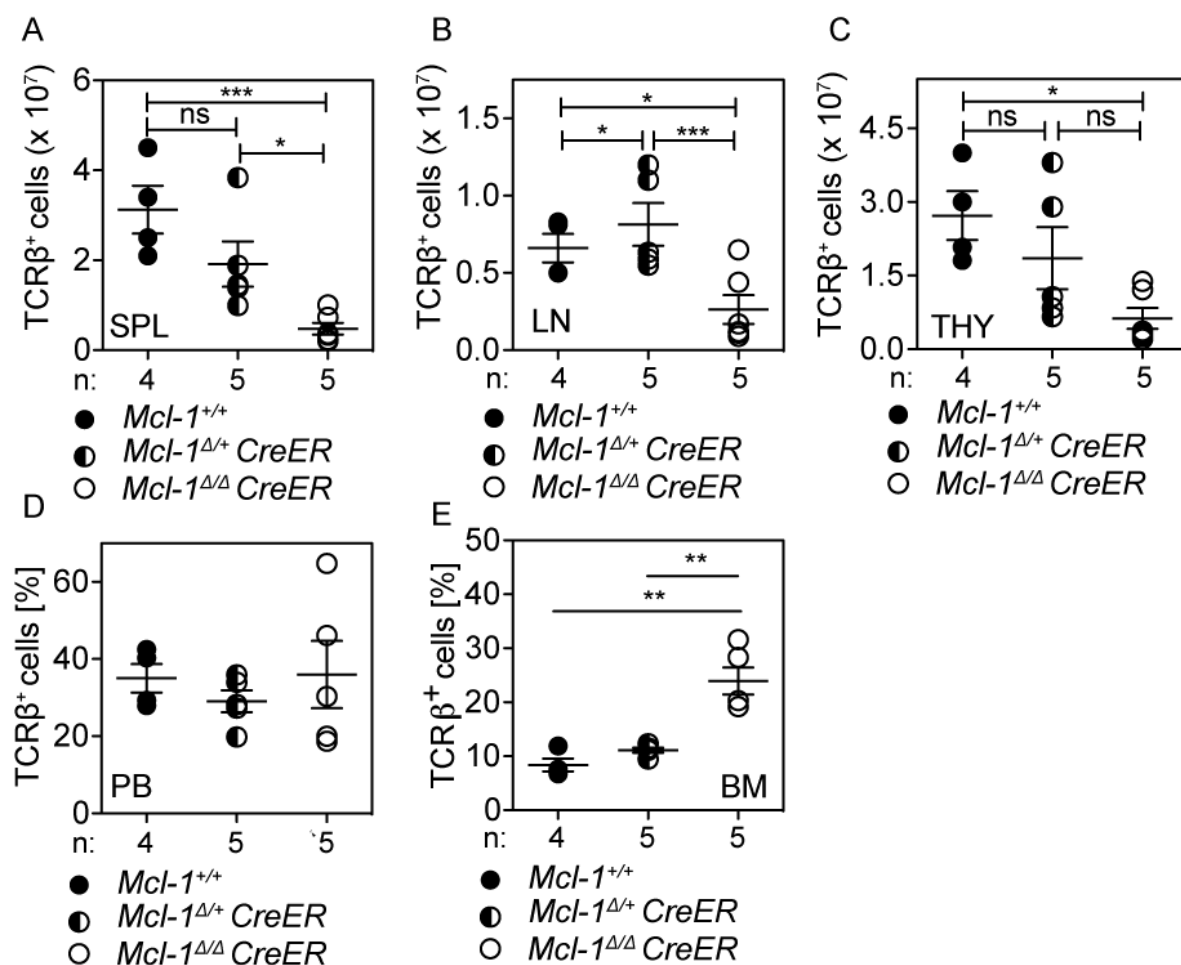 A
TCRβ⁺ cells (x 10⁷)
6
4
2
0
***
ns
*
SPL
n: 4 5 5
Mcl-1⁺/⁺
Mcl-1Δ/⁺ CreER
Mcl-1Δ/Δ CreER
B
TCRβ⁺ cells (x 10⁷)
1.5
1.0
0.5
0.0
*
* ***
LN
n: 4 5 5
Mcl-1⁺/⁺
Mcl-1Δ/⁺ CreER
Mcl-1Δ/Δ CreER
C
TCRβ⁺ cells (x 10⁷)
4.5
3.0
1.5
0.0
*
ns ns
THY
n: 4 5 5
Mcl-1⁺/⁺
Mcl-1Δ/⁺ CreER
Mcl-1Δ/Δ CreER
D
TCRβ⁺ cells [%]
60
40
20
0
PB
n: 4 5 5
Mcl-1⁺/⁺
Mcl-1Δ/⁺ CreER
Mcl-1Δ/Δ CreER
E
TCRβ⁺ cells [%]
50
40
30
20
10
0
**
**
BM
n: 4 5 5
Mcl-1⁺/⁺
Mcl-1Δ/⁺ CreER
Mcl-1Δ/Δ CreER